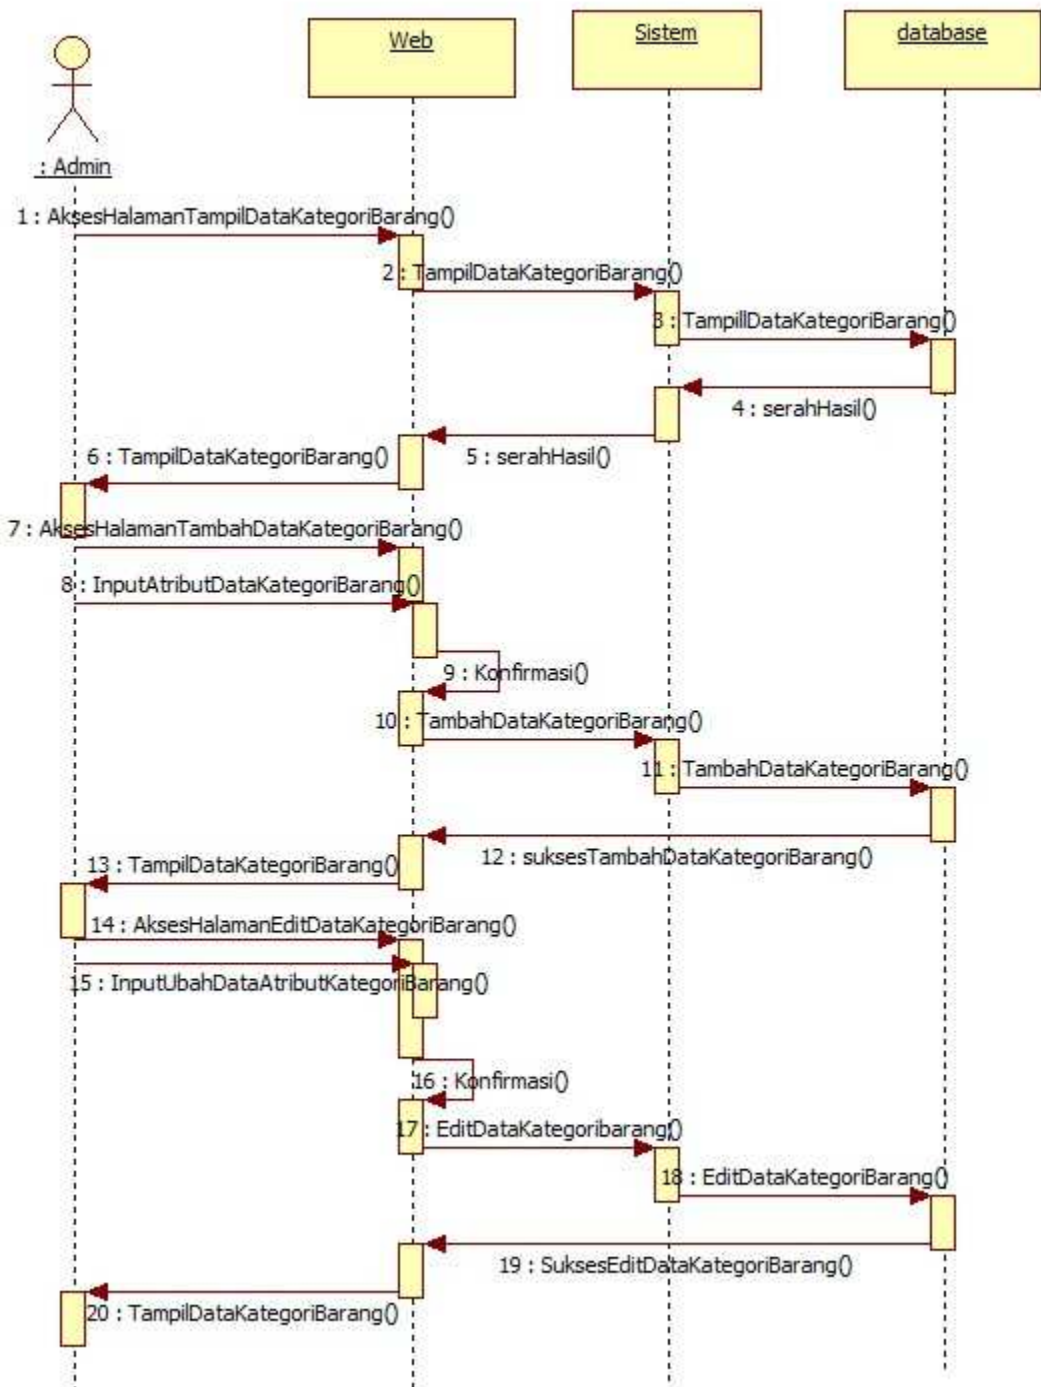 Web
Sistem
database
: Admin
1 : AksesHalamanTampilDataKategoriBarang()
2 : TampilDataKategoriBarang()
3 : TampillDataKategoriBarang()
4 : serahHasil()
5 : serahHasil()
6 : TampilDataKategoriBarang()
7 : AksesHalamanTambahDataKategoriBarang()
8 : InputAtributDataKategoriBarang()
9 : Konfirmasi()
10 : TambahDataKategoriBarang()
11 : TambahDataKategoriBarang()
12 : suksesTambahDataKategoriBarang()
13 : TampilDataKategoriBarang()
14 : AksesHalamanEditDataKategoriBarang()
15 : InputUbahDataAtributKategoriBarang()
16 : Konfirmasi()
17 : EditDataKategoribarang()
18 : EditDataKategoriBarang()
19 : SuksesEditDataKategoriBarang()
20 : TampilDataKategoriBarang()